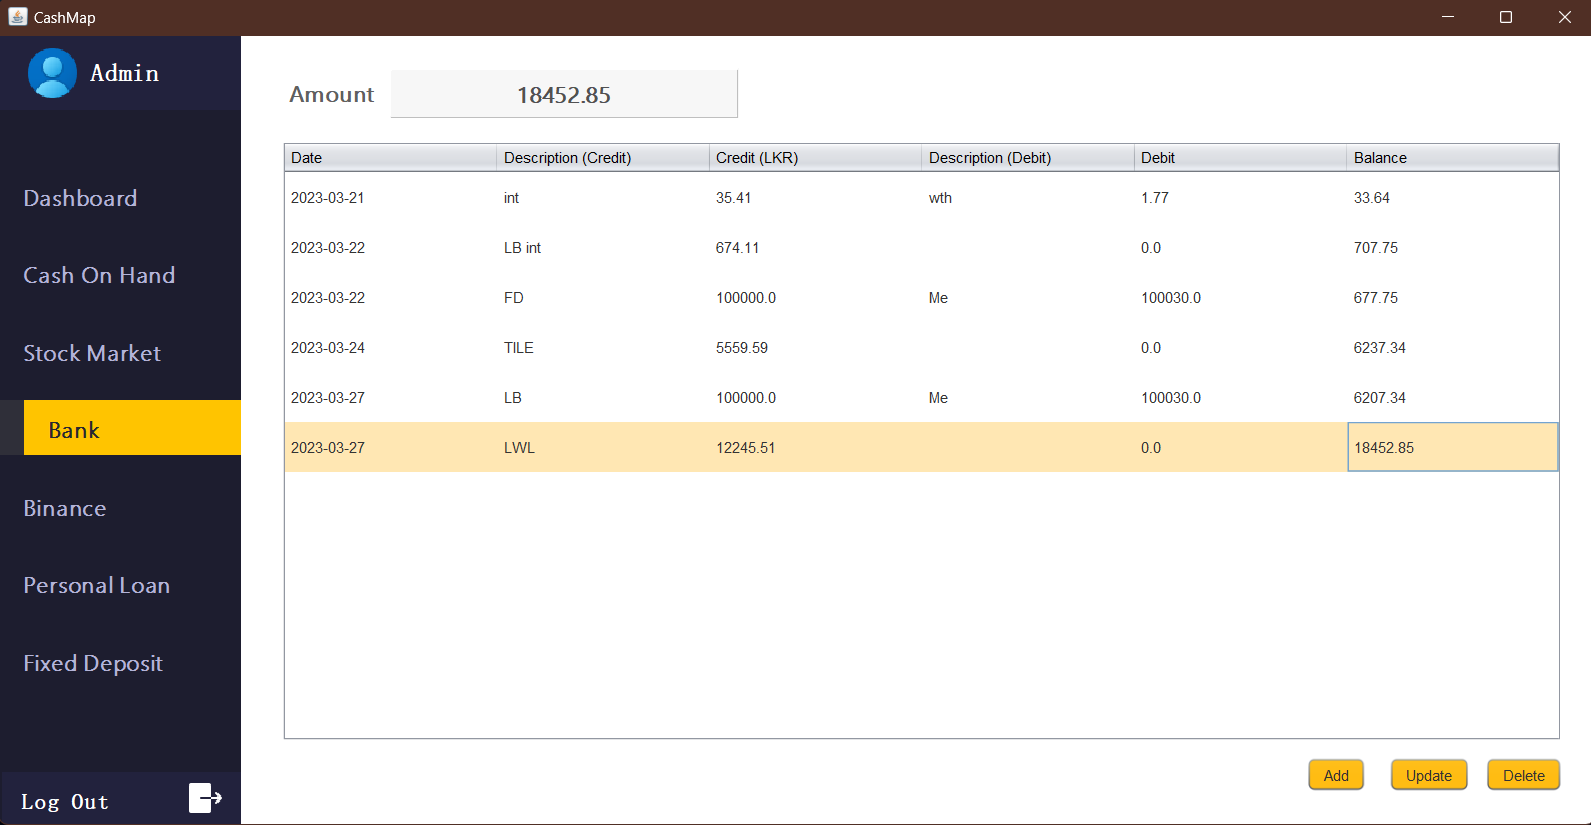 CashMap
Admin
Dashboard
Cash On Hand
Stock Market
Bank
Binance
Personal Loan
Fixed Deposit
Log Out
Amount 18452.85
Date Description (Credit) Credit (LKR) Description (Debit) Debit Balance
2023-03-21 int 35.41 wth 1.77 33.64
2023-03-22 LB int 674.11 0.0 707.75
2023-03-22 FD 100000.0 Me 100030.0 677.75
2023-03-24 TILE 5559.59 0.0 6237.34
2023-03-27 LB 100000.0 Me 100030.0 6207.34
2023-03-27 LWL 12245.51 0.0 18452.85
Add Update Delete